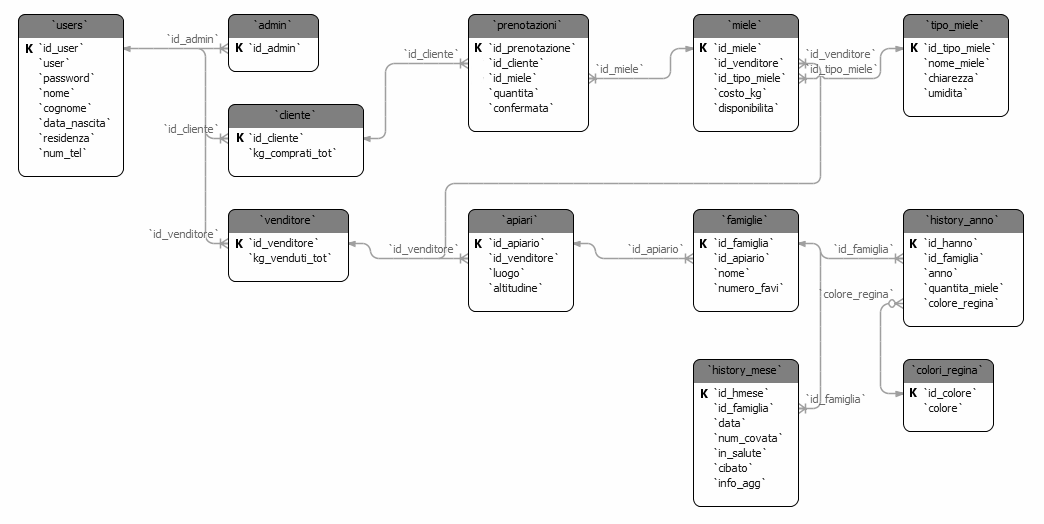 `users`
K `id_user`
`user`
`password`
`nome`
`cognome`
`data_nascita`
`residenza`
`num_tel`
`id_admin`
`admin`
K `id_admin`
`id_cliente`
`cliente`
K `id_cliente`
`kg_comprati_tot`
`id_venditore`
`venditore`
K `id_venditore`
`kg_venduti_tot`
`id_cliente`
`prenotazioni`
K `id_prenotazione`
`id_cliente`
`id_miele`
`quantita`
`confermata`
`id_miele`
`miele`
K `id_miele`
`id_venditore`
`id_tipo_miele`
`costo_kg`
`disponibilita`
`id_venditore`
`id_tipo_miele`
`tipo_miele`
K `id_tipo_miele`
`nome_miele`
`chiarezza`
`umidita`
`id_venditore`
`apiari`
K `id_apiario`
`id_venditore`
`luogo`
`altitudine`
`id_apiario`
`famiglie`
K `id_famiglia`
`id_apiario`
`nome`
`numero_favi`
`id_famiglia`
`history_anno`
K `id_hanno`
`id_famiglia`
`anno`
`quantita_miele`
`colore_regina`
`colore_regina`
`history_mese`
K `id_hmese`
`id_famiglia`
`data`
`num_covata`
`in_salute`
`cibato`
`info_agg`
`id_famiglia`
`colori_regina`
K `id_colore`
`colore`